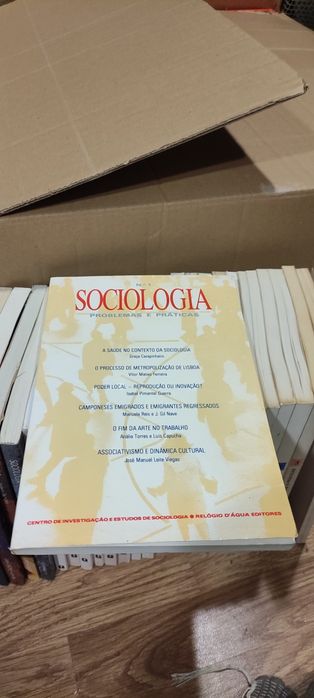 Nº 1
SOCIOLOGIA
PROBLEMAS E PRÁTICAS
A SAÚDE NO CONTEXTO DA SOCIOLOGIA
Graça Carapinheiro
O PROCESSO DE METROPOLIZAÇÃO DE LISBOA
Vítor Matias Ferreira
PODER LOCAL – REPRODUÇÃO OU INOVAÇÃO?
Isabel Pimentel Guerra
CAMPONESES EMIGRADOS E EMIGRANTES REGRESSADOS
Manuela Reis e J. Gil Nave
O FIM DA ARTE NO TRABALHO
Anália Torres e Luís Capucha
ASSOCIATIVISMO E DINÂMICA CULTURAL
José Manuel Leite Viegas
CENTRO DE INVESTIGAÇÃO E ESTUDOS DE SOCIOLOGIA ● RELÓGIO D'ÁGUA EDITORES